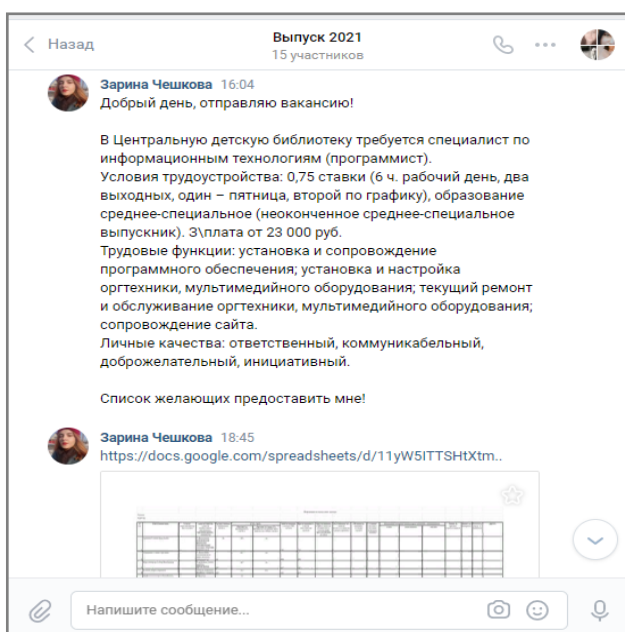 Назад
Выпуск 2021
15 участников
Зарина Чешкова 16:04
Добрый день, отправляю вакансию!
В Центральную детскую библиотеку требуется специалист по
информационным технологиям (программист).
Условия трудоустройства: 0,75 ставки (6 ч. рабочий день, два
выходных, один – пятница, второй по графику), образование
среднее-специальное (неоконченное среднее-специальное
выпускник). З\плата от 23 000 руб.
Трудовые функции: установка и сопровождение
программного обеспечения; установка и настройка
оргтехники, мультимедийного оборудования; текущий ремонт
и обслуживание оргтехники, мультимедийного оборудования;
сопровождение сайта.
Личные качества: ответственный, коммуникабельный,
доброжелательный, инициативный.
Список желающих предоставить мне!
Зарина Чешкова 18:45
https://docs.google.com/spreadsheets/d/11yW5ITTSHtXtm..
Напишите сообщение...